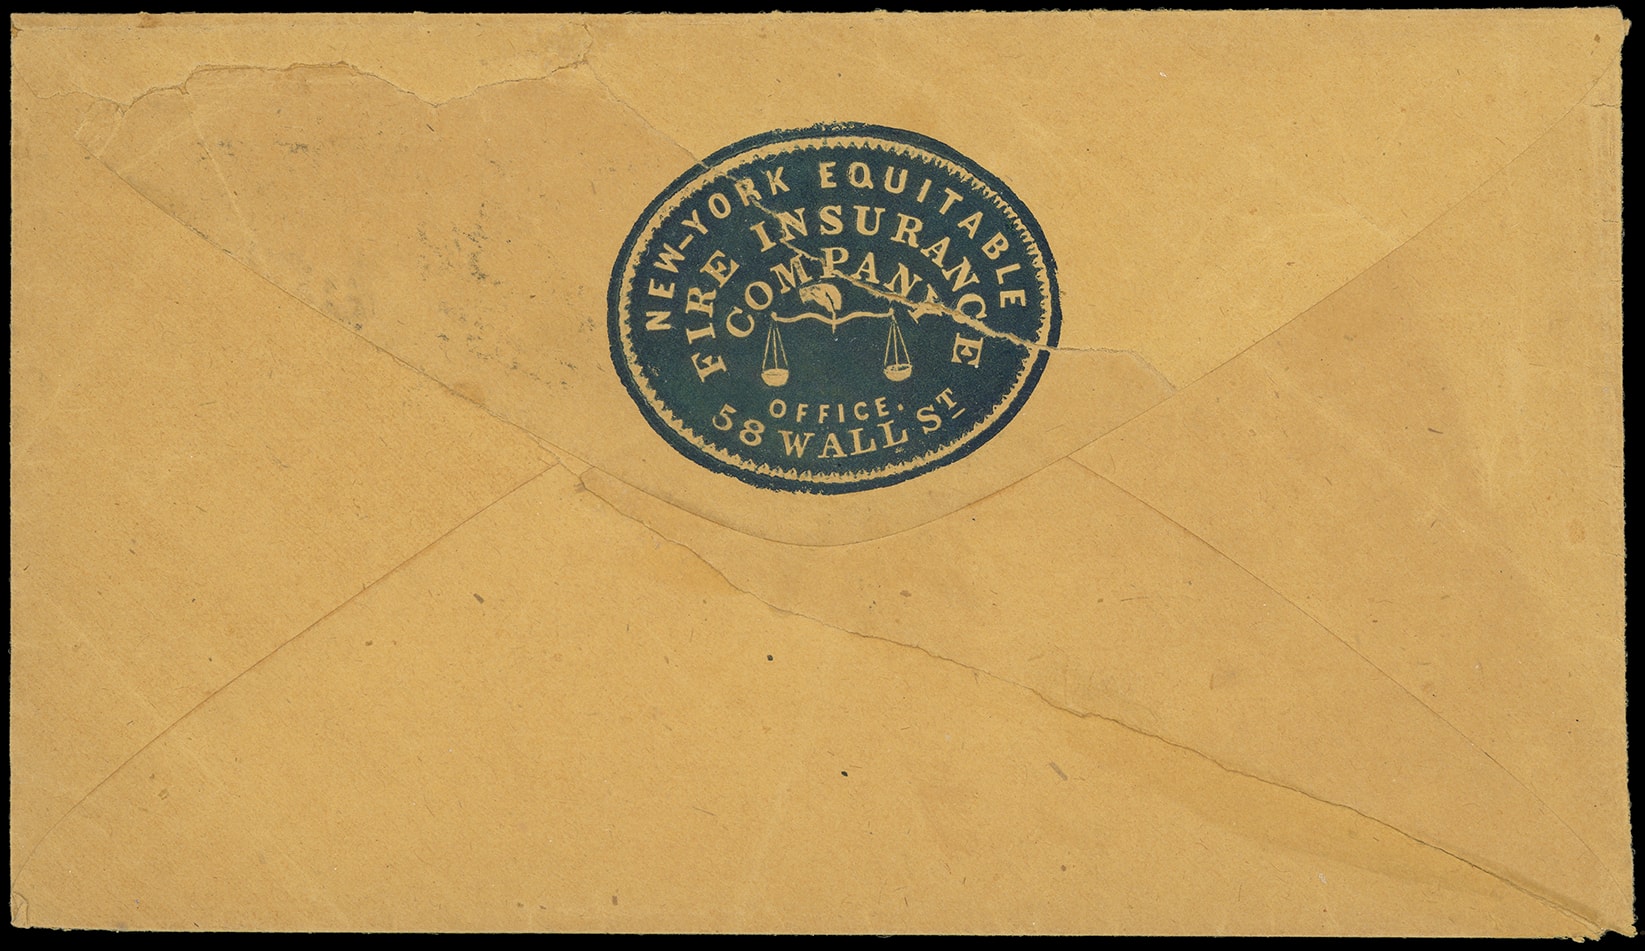 NEW-YORK EQUITABLE
FIRE INSURANCE
COMPANY
OFFICE.
58 WALL ST